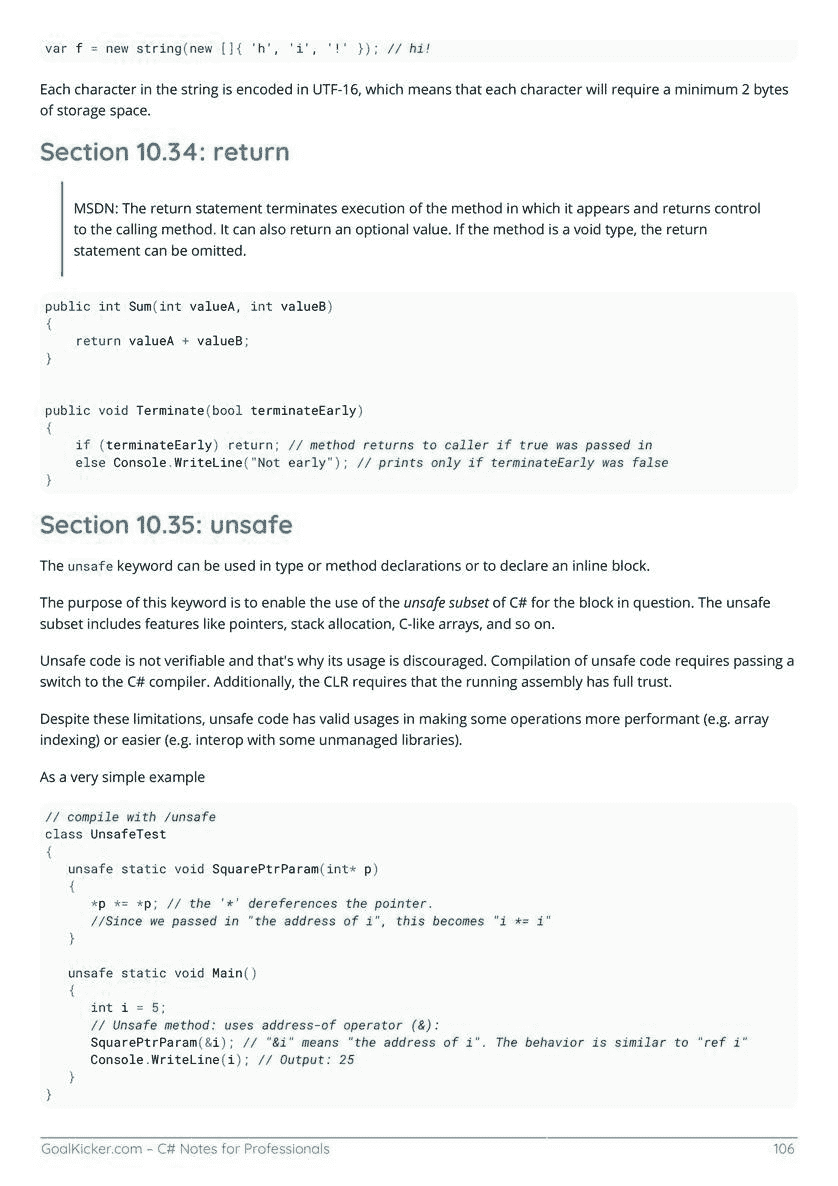 var f = new string(new []{ 'h', 'i', '!' }); // hi!
Each character in the string is encoded in UTF-16, which means that each character will require a minimum 2 bytes
of storage space.
Section 10.34: return
MSDN: The return statement terminates execution of the method in which it appears and returns control
to the calling method. It can also return an optional value. If the method is a void type, the return
statement can be omitted.
public int Sum(int valueA, int valueB)
{
    return valueA + valueB;
}
public void Terminate(bool terminateEarly)
{
    if (terminateEarly) return; // method returns to caller if true was passed in
    else Console.WriteLine("Not early"); // prints only if terminateEarly was false
}
Section 10.35: unsafe
The unsafe keyword can be used in type or method declarations or to declare an inline block.
The purpose of this keyword is to enable the use of the unsafe subset of C# for the block in question. The unsafe
subset includes features like pointers, stack allocation, C-like arrays, and so on.
Unsafe code is not verifiable and that's why its usage is discouraged. Compilation of unsafe code requires passing a
switch to the C# compiler. Additionally, the CLR requires that the running assembly has full trust.
Despite these limitations, unsafe code has valid usages in making some operations more performant (e.g. array
indexing) or easier (e.g. interop with some unmanaged libraries).
As a very simple example
// compile with /unsafe
class UnsafeTest
{
   unsafe static void SquarePtrParam(int* p)
   {
      *p *= *p; // the '*' dereferences the pointer.
      //Since we passed in "the address of i", this becomes "i *= i"
   }
   unsafe static void Main()
   {
      int i = 5;
      // Unsafe method: uses address-of operator (&):
      SquarePtrParam(&i); // "&i" means "the address of i". The behavior is similar to "ref i"
      Console.WriteLine(i); // Output: 25
   }
}
GoalKicker.com – C# Notes for Professionals 106